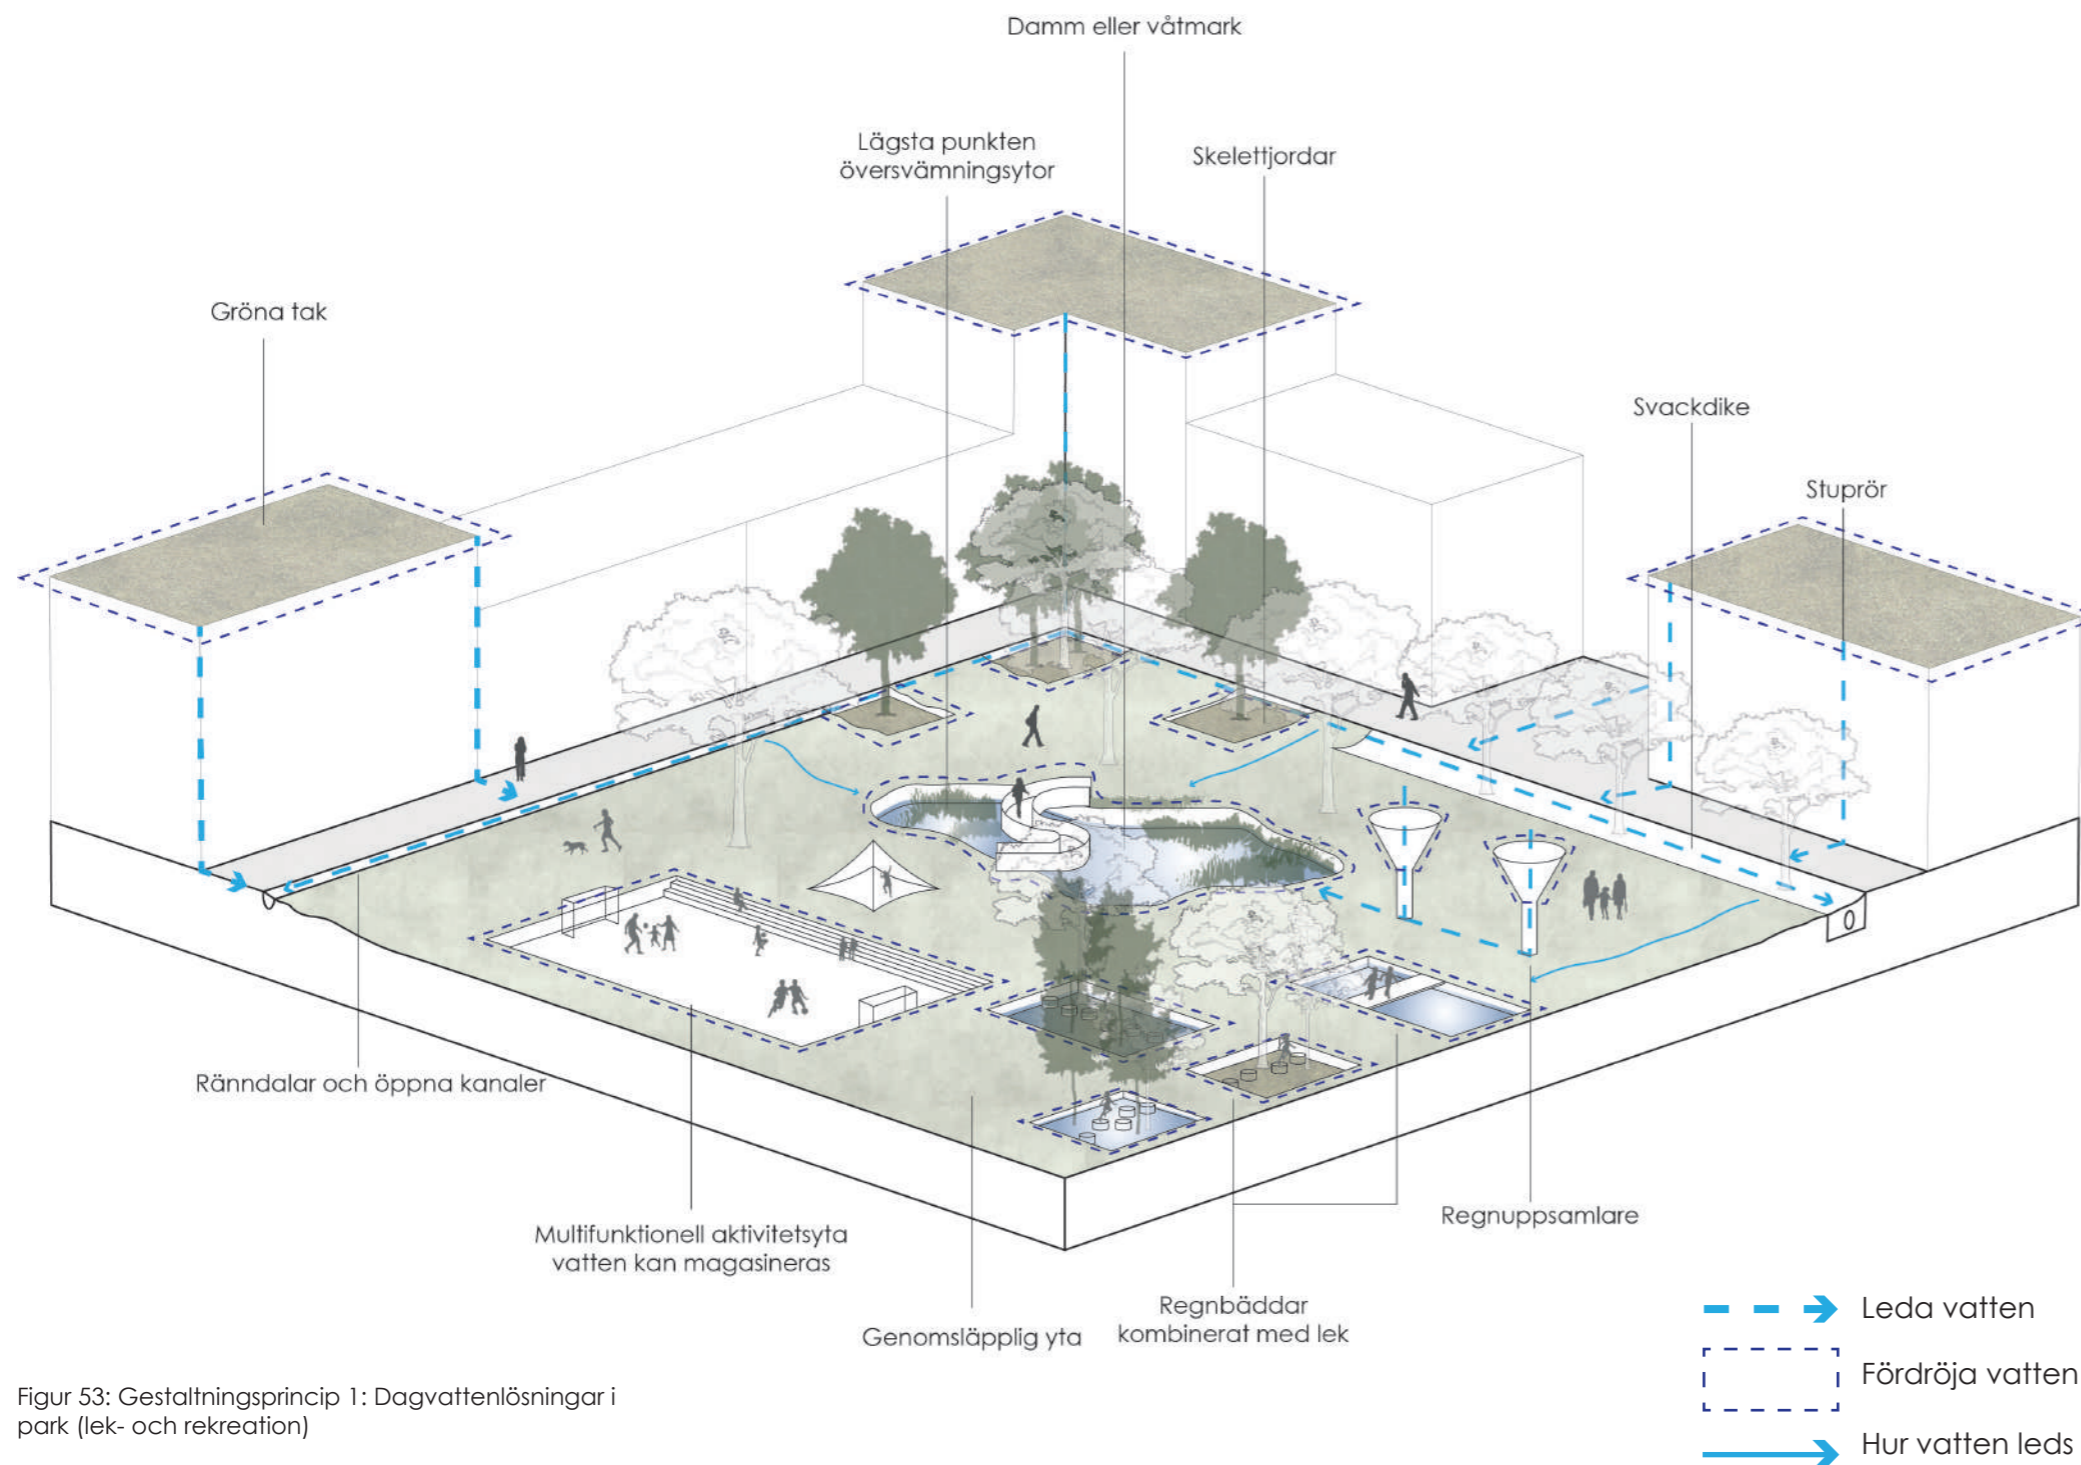 Damm eller våtmark
Lägsta punkten
översvämningsytor
Skelettjordar
Gröna tak
Svackdike
Stuprör
Ränndalar och öppna kanaler
Multifunktionell aktivitetsyta
vatten kan magasineras
Regnuppsamlare
Genomsläpplig yta
Regnbäddar
kombinerat med lek
Leda vatten
Fördröja vatten
Hur vatten leds
Figur 53: Gestaltningsprincip 1: Dagvattenlösningar i
park (lek- och rekreation)